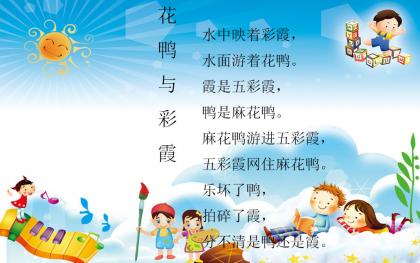 花鸭与彩霞
水中映着彩霞，
水面游着花鸭。
霞是五彩霞，
鸭是麻花鸭。
麻花鸭游进五彩霞，
五彩霞网住麻花鸭。
乐坏了鸭，
拍碎了霞，
分不清是鸭还是霞。